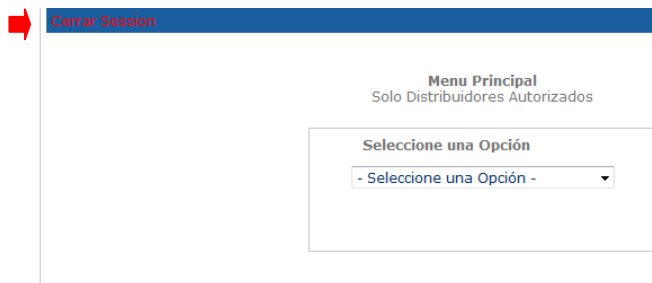 Cerrar Session
Menu Principal
Solo Distribuidores Autorizados
Seleccione una Opción
- Seleccione una Opción -